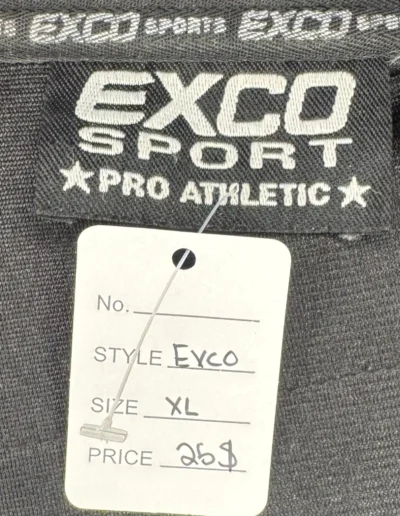 EXCO SPORTS EXCO
EXCO
SPORT
★ PRO ATHLETIC ★
No.
STYLE EXCO
SIZE XL
PRICE 25$